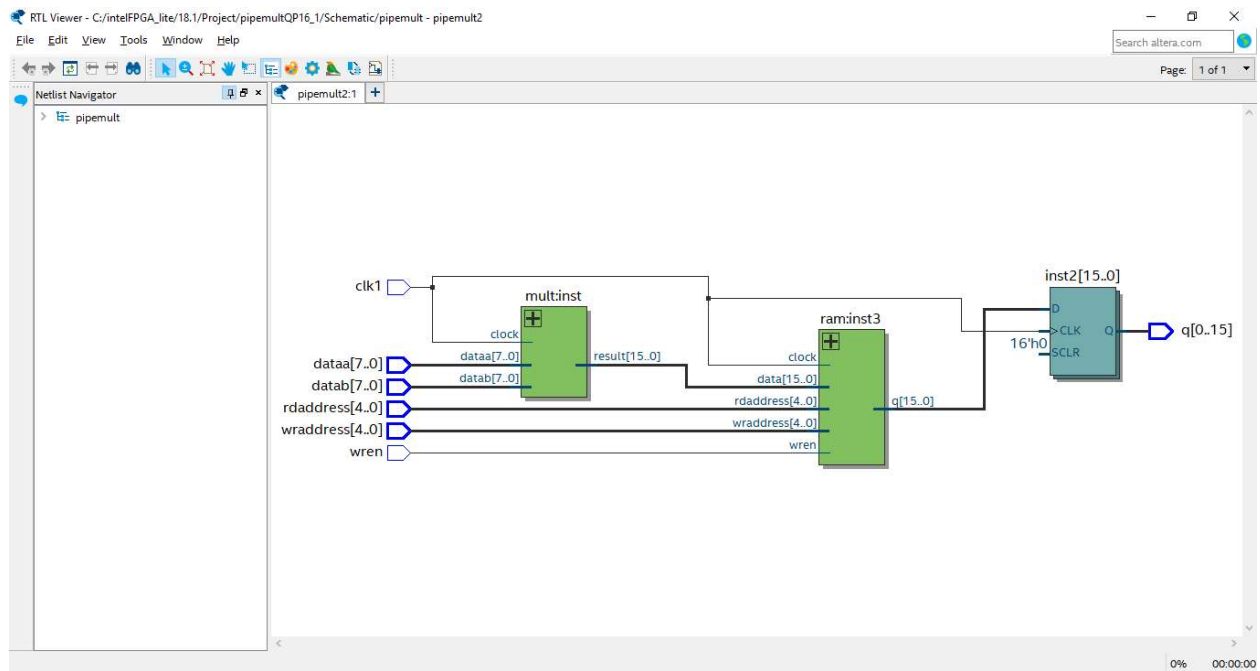 RTL Viewer - C:/intelFPGA_lite/18.1/Project/pipemultQP16_1/Schematic/pipemult - pipemult2
File Edit View Tools Window Help
Search altera.com
Page: 1 of 1
Netlist Navigator
pipemult2:1
pipemult
clk1
mult:inst
clock
dataa[7..0]
dataa[7..0]
result[15..0]
datab[7..0]
datab[7..0]
rdaddress[4..0]
wraddress[4..0]
wren
ram:inst3
clock
data[15..0]
rdaddress[4..0]
q[15..0]
wraddress[4..0]
wren
inst2[15..0]
D
CLK
Q
16'h0
SCLR
q[0..15]
0% 00:00:00